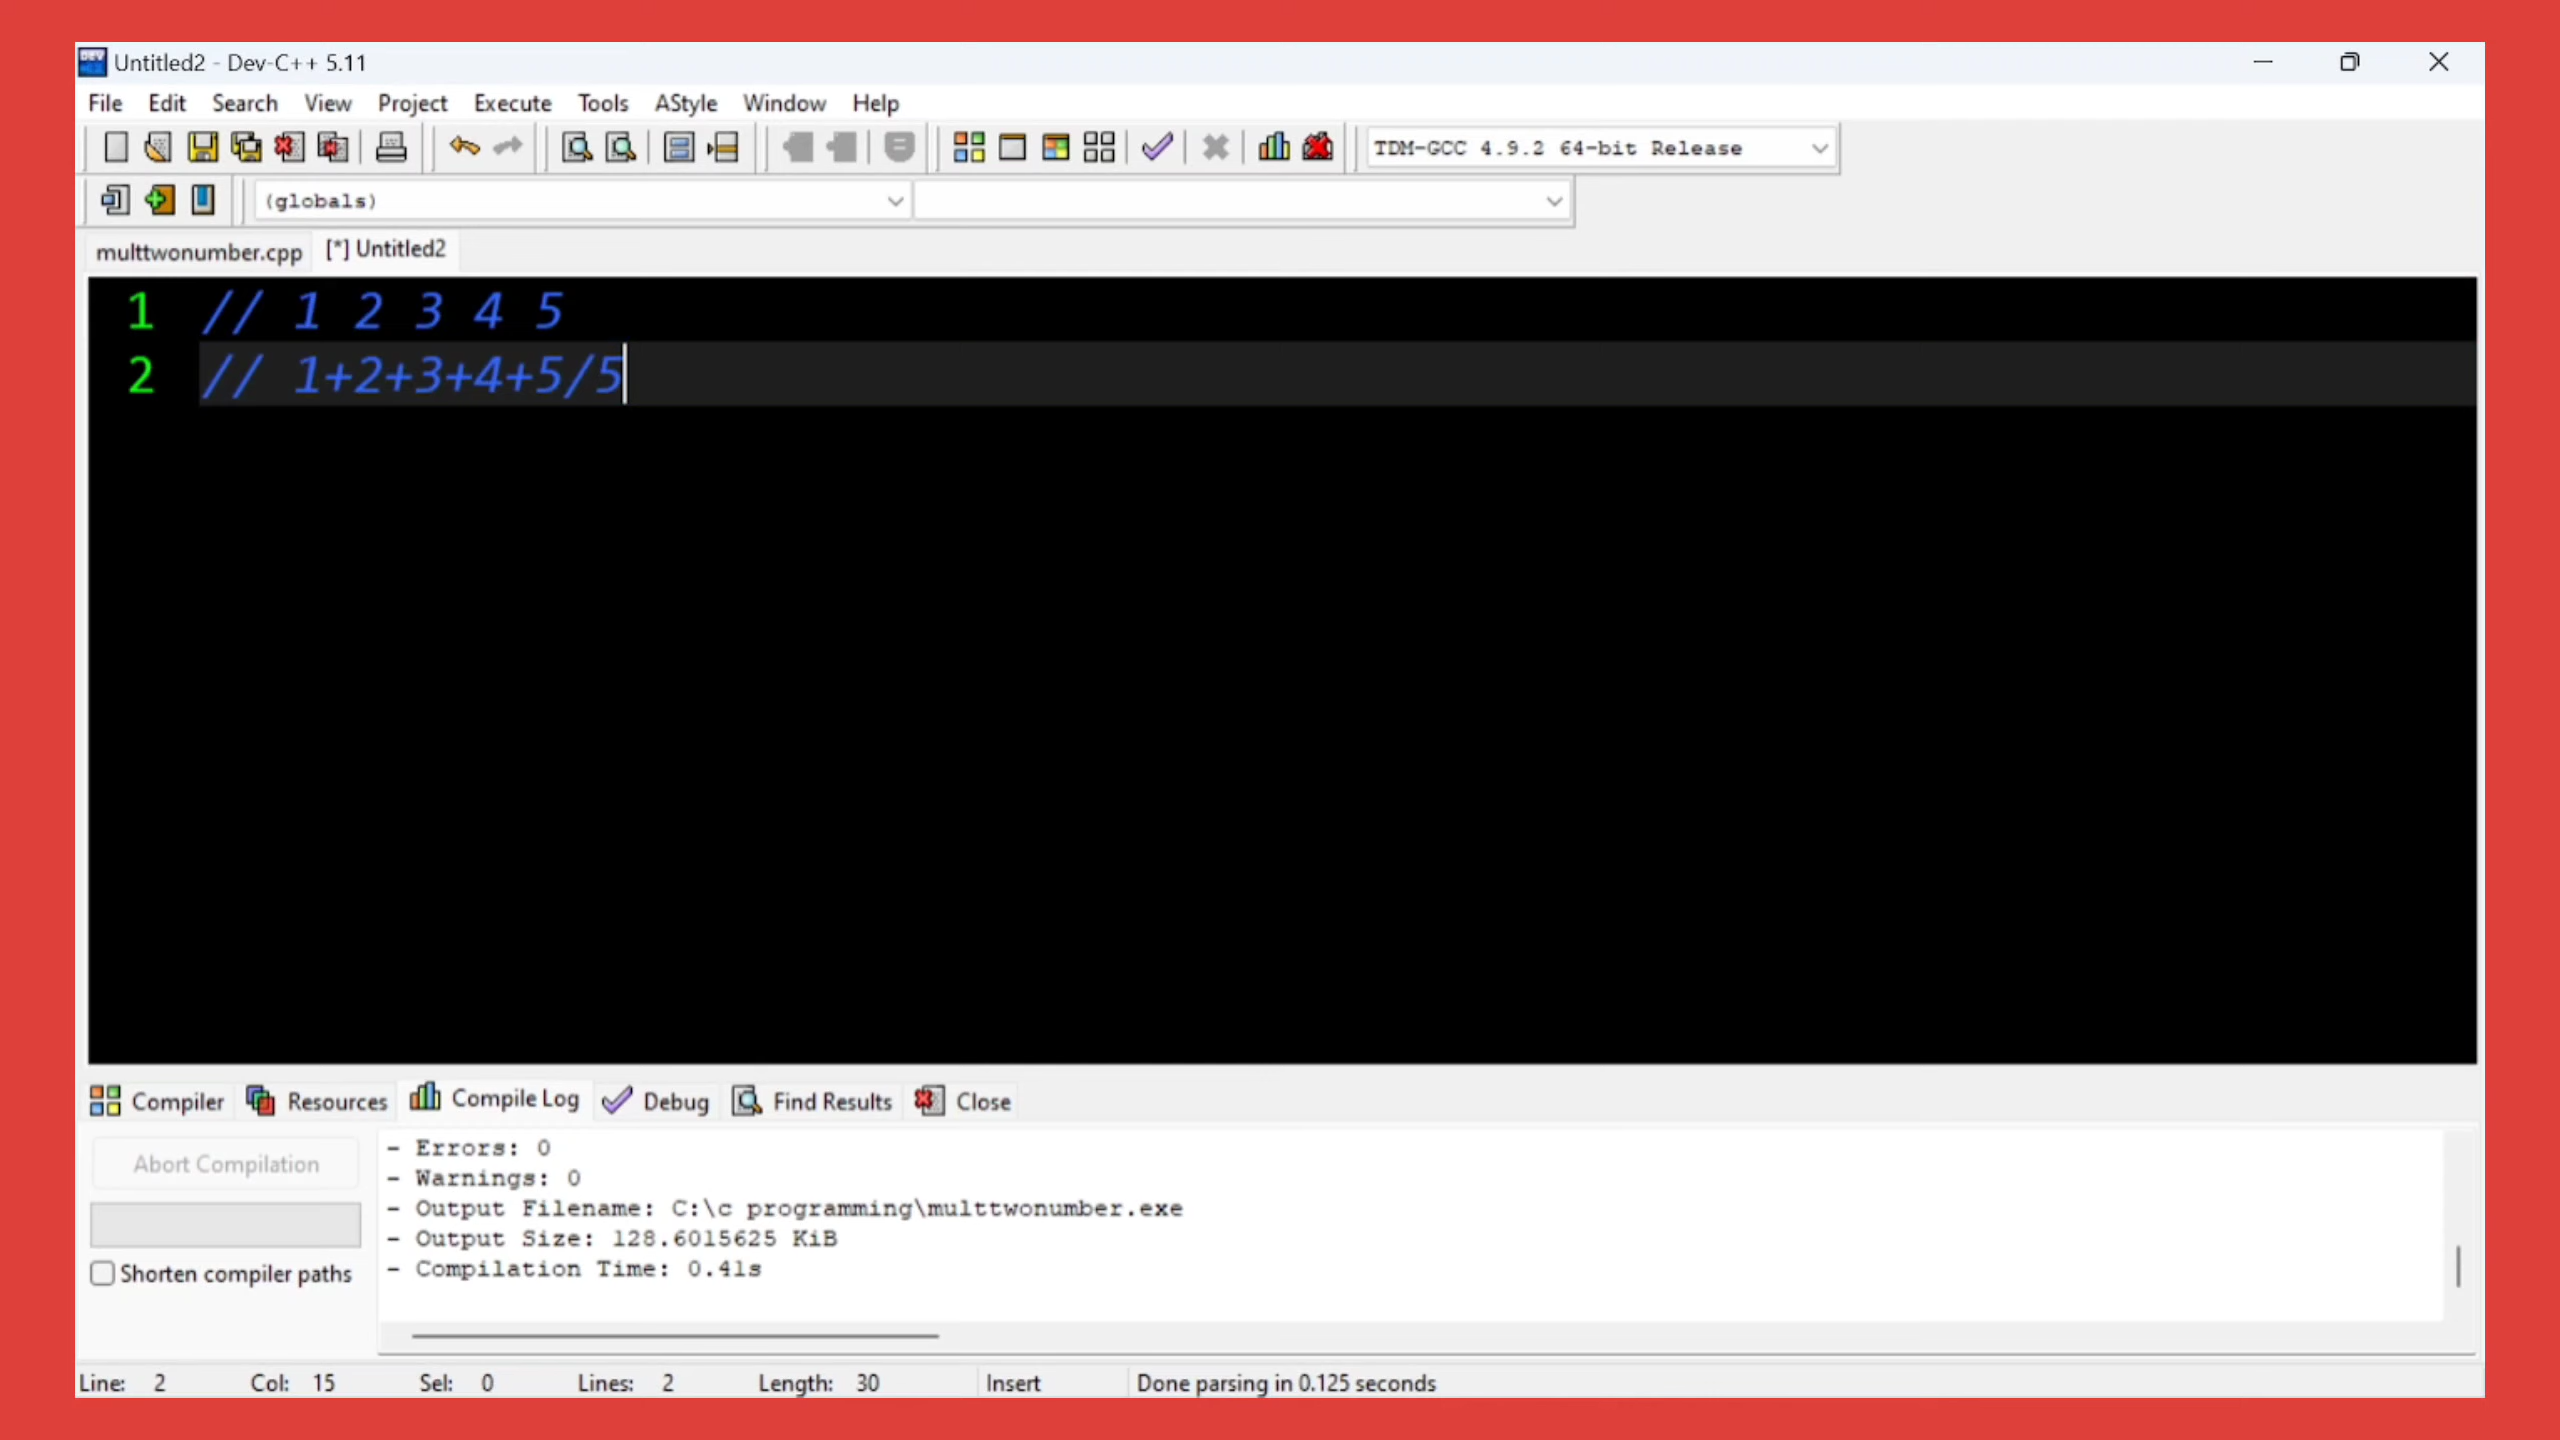 Untitled2 - Dev-C++ 5.11
File Edit Search View Project Execute Tools AStyle Window Help
TDM-GCC 4.9.2 64-bit Release
(globals)
multtwonumber.cpp [*] Untitled2
1 // 1 2 3 4 5
2 // 1+2+3+4+5/5
Compiler Resources Compile Log Debug Find Results Close
Abort Compilation
Shorten compiler paths
- Errors: 0
- Warnings: 0
- Output Filename: C:\c programming\multtwonumber.exe
- Output Size: 128.6015625 KiB
- Compilation Time: 0.41s
Line: 2 Col: 15 Sel: 0 Lines: 2 Length: 30 Insert Done parsing in 0.125 seconds